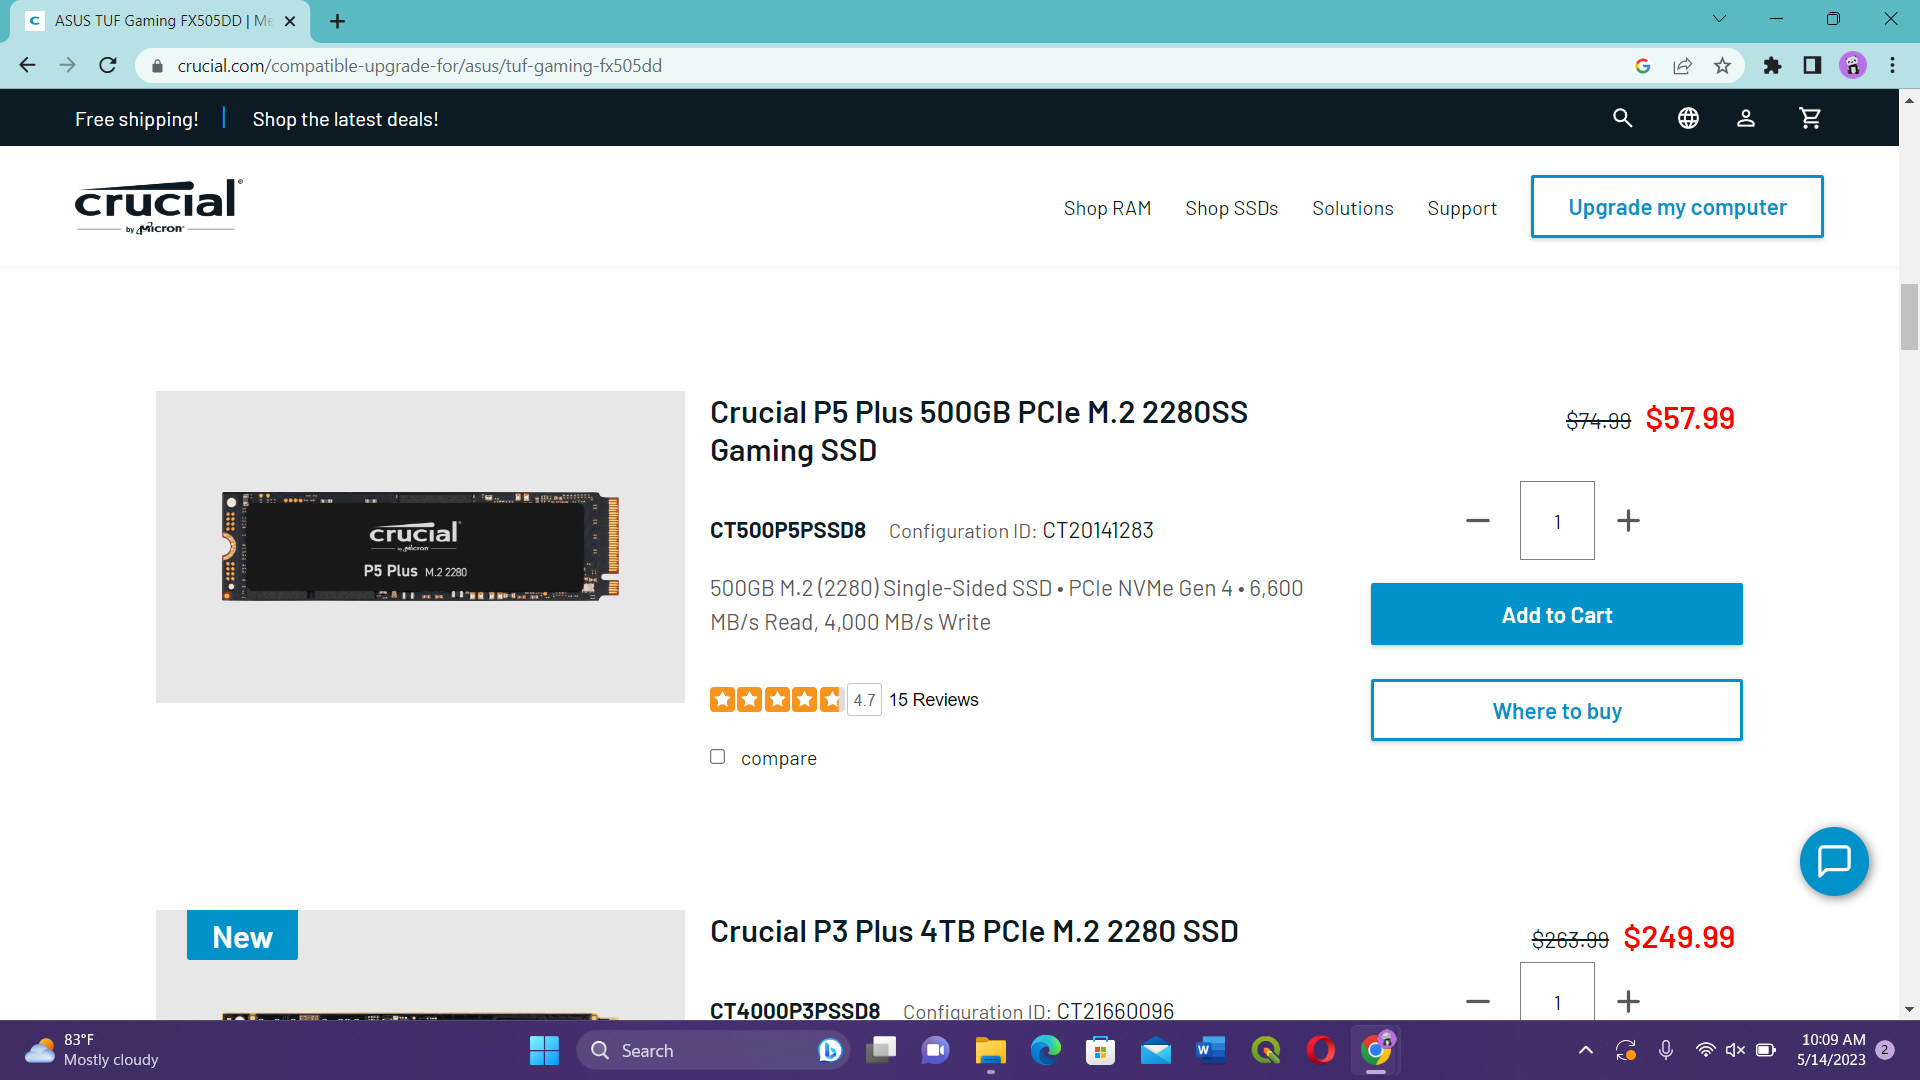 ASUS TUF Gaming FX505DD | Me
crucial.com/compatible-upgrade-for/asus/tuf-gaming-fx505dd
Free shipping! | Shop the latest deals!
crucial
by Micron
Shop RAM Shop SSDs Solutions Support Upgrade my computer
Crucial P5 Plus 500GB PCIe M.2 2280SS
Gaming SSD
$74.99 $57.99
CT500P5PSSD8 Configuration ID: CT20141283
1
crucial
by Micron
P5 Plus M.2 2280
500GB M.2 (2280) Single-Sided SSD • PCIe NVMe Gen 4 • 6,600
MB/s Read, 4,000 MB/s Write
Add to Cart
4.7 15 Reviews
Where to buy
compare
New
Crucial P3 Plus 4TB PCIe M.2 2280 SSD
$263.99 $249.99
CT4000P3PSSD8 Configuration ID: CT21660096
1
83°F
Mostly cloudy
Search
10:09 AM
5/14/2023
2